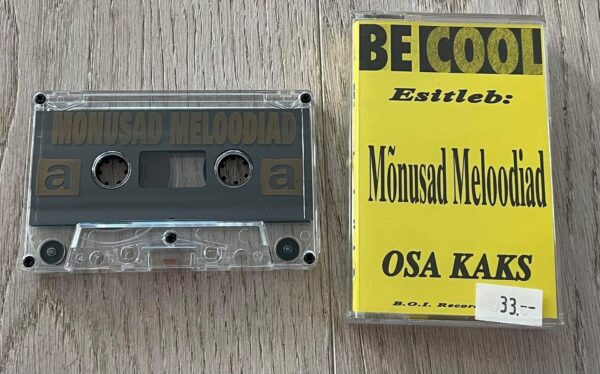 MÕNUSAD MELOODIAD
a a
BE COOL
Esitleb:
Mõnusad Meloodiad
OSA KAKS
B.O.I.
33.--